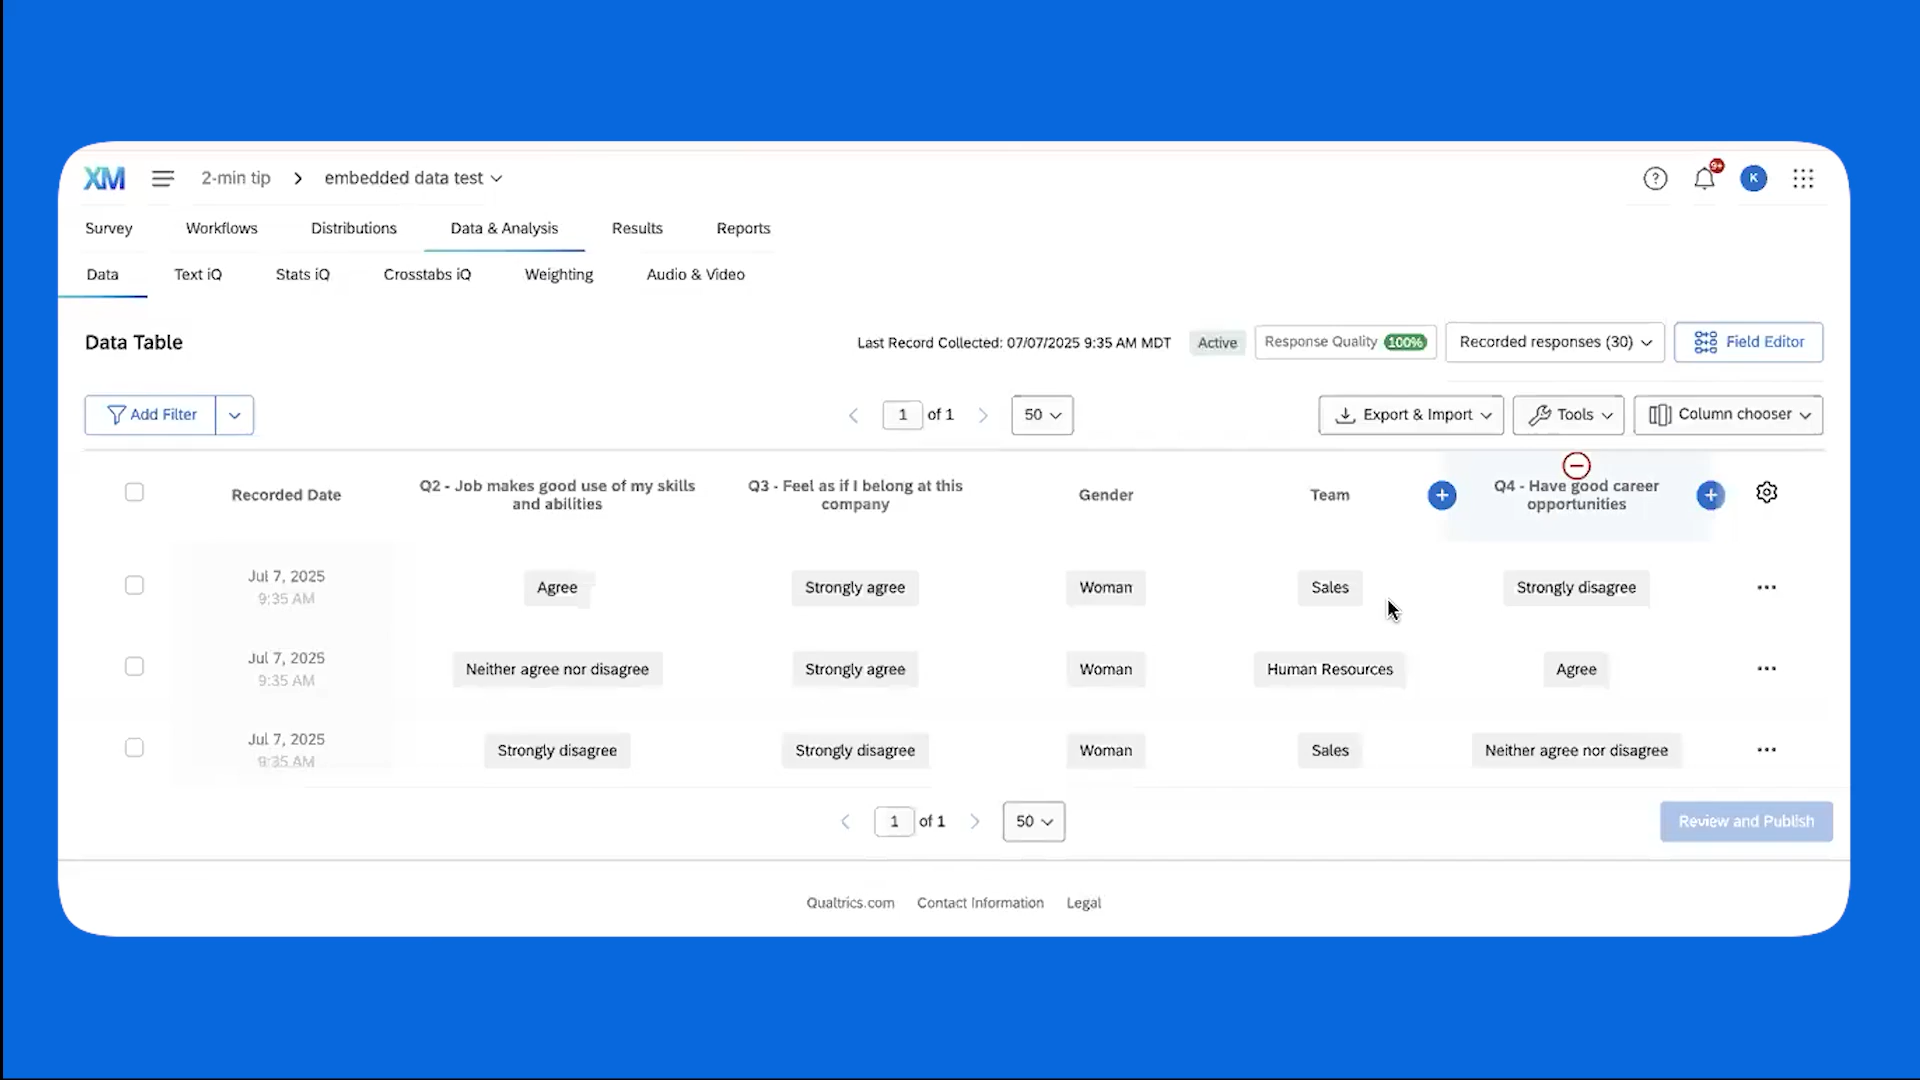 XM 2-min tip > embedded data test 9+ K
Survey Workflows Distributions Data & Analysis Results Reports
Data Text iQ Stats iQ Crosstabs iQ Weighting Audio & Video
Data Table Last Record Collected: 07/07/2025 9:35 AM MDT Active Response Quality 100% Recorded responses (30) Field Editor
Add Filter 1 of 1 50 Export & Import Tools Column chooser
Recorded Date
Q2 - Job makes good use of my skills
and abilities
Q3 - Feel as if I belong at this
company
Gender
Team
Q4 - Have good career
opportunities
Jul 7, 2025
9:35 AM
Agree Strongly agree Woman Sales Strongly disagree
Jul 7, 2025
9:35 AM
Neither agree nor disagree Strongly agree Woman Human Resources Agree
Jul 7, 2025
9:35 AM
Strongly disagree Strongly disagree Woman Sales Neither agree nor disagree
1 of 1 50 Review and Publish
Qualtrics.com Contact Information Legal